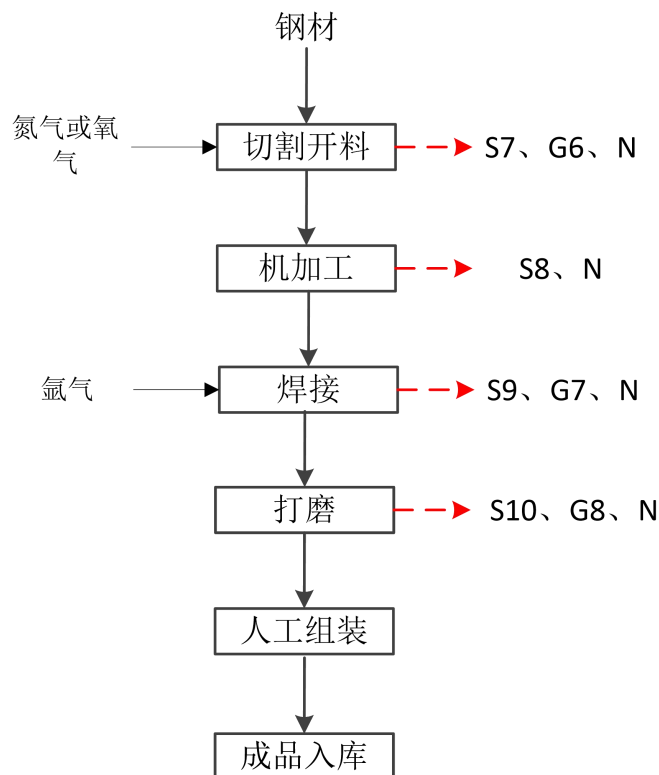 钢材
氮气或氧
气
切割开料
S7、G6、N
机加工
S8、N
氩气
焊接
S9、G7、N
打磨
S10、G8、N
人工组装
成品入库